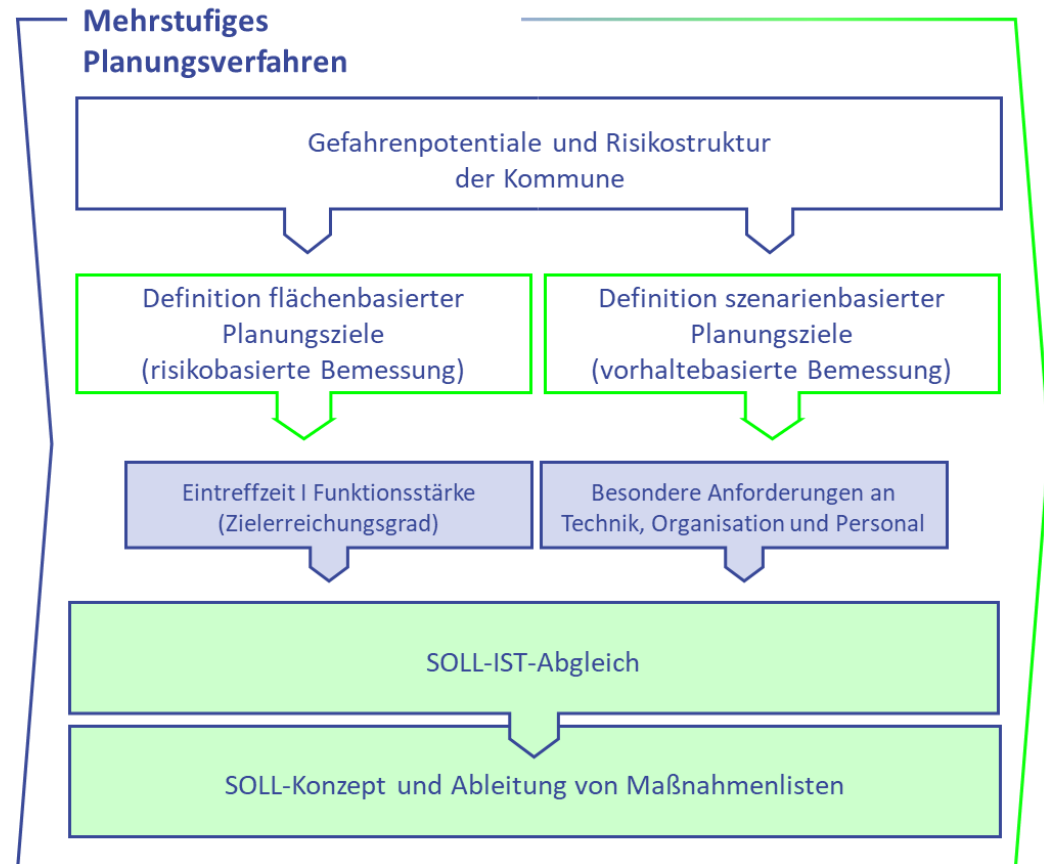 Mehrstufiges
Planungsverfahren
Gefahrenpotentiale und Risikostruktur
der Kommune
Definition flächenbasierter
Planungsziele
(risikobasierte Bemessung)
Definition szenarienbasierter
Planungsziele
(vorhaltebasierte Bemessung)
Eintreffzeit I Funktionsstärke
(Zielerreichungsgrad)
Besondere Anforderungen an
Technik, Organisation und Personal
SOLL-IST-Abgleich
SOLL-Konzept und Ableitung von Maßnahmenlisten